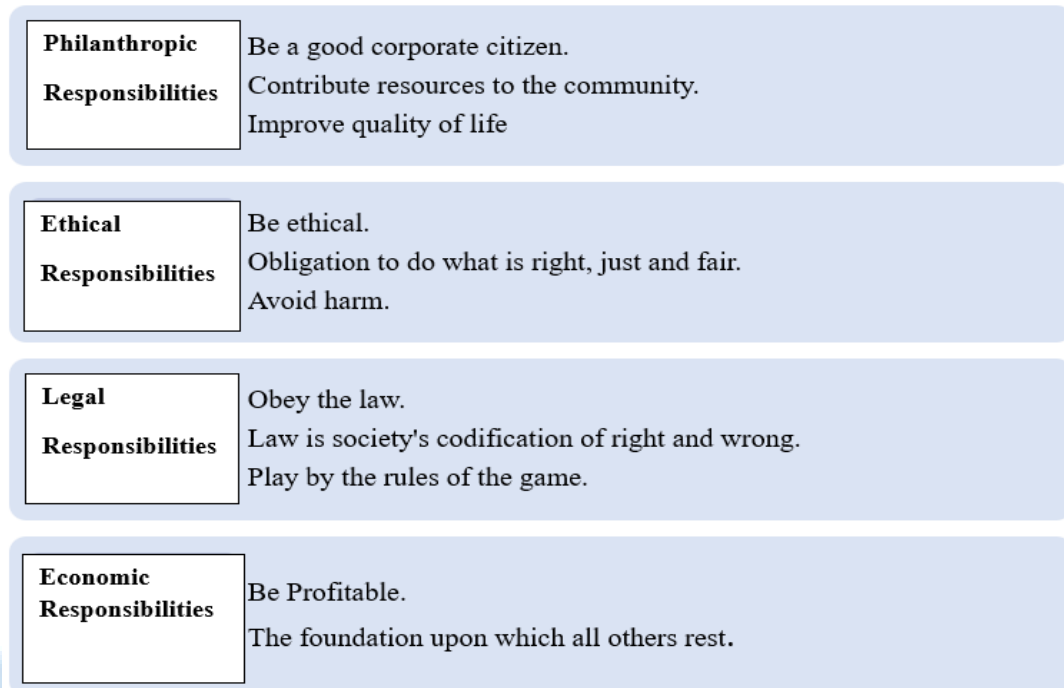 Philanthropic
Responsibilities
Be a good corporate citizen.
Contribute resources to the community.
Improve quality of life
Ethical
Responsibilities
Be ethical.
Obligation to do what is right, just and fair.
Avoid harm.
Legal
Responsibilities
Obey the law.
Law is society's codification of right and wrong.
Play by the rules of the game.
Economic
Responsibilities
Be Profitable.
The foundation upon which all others rest.